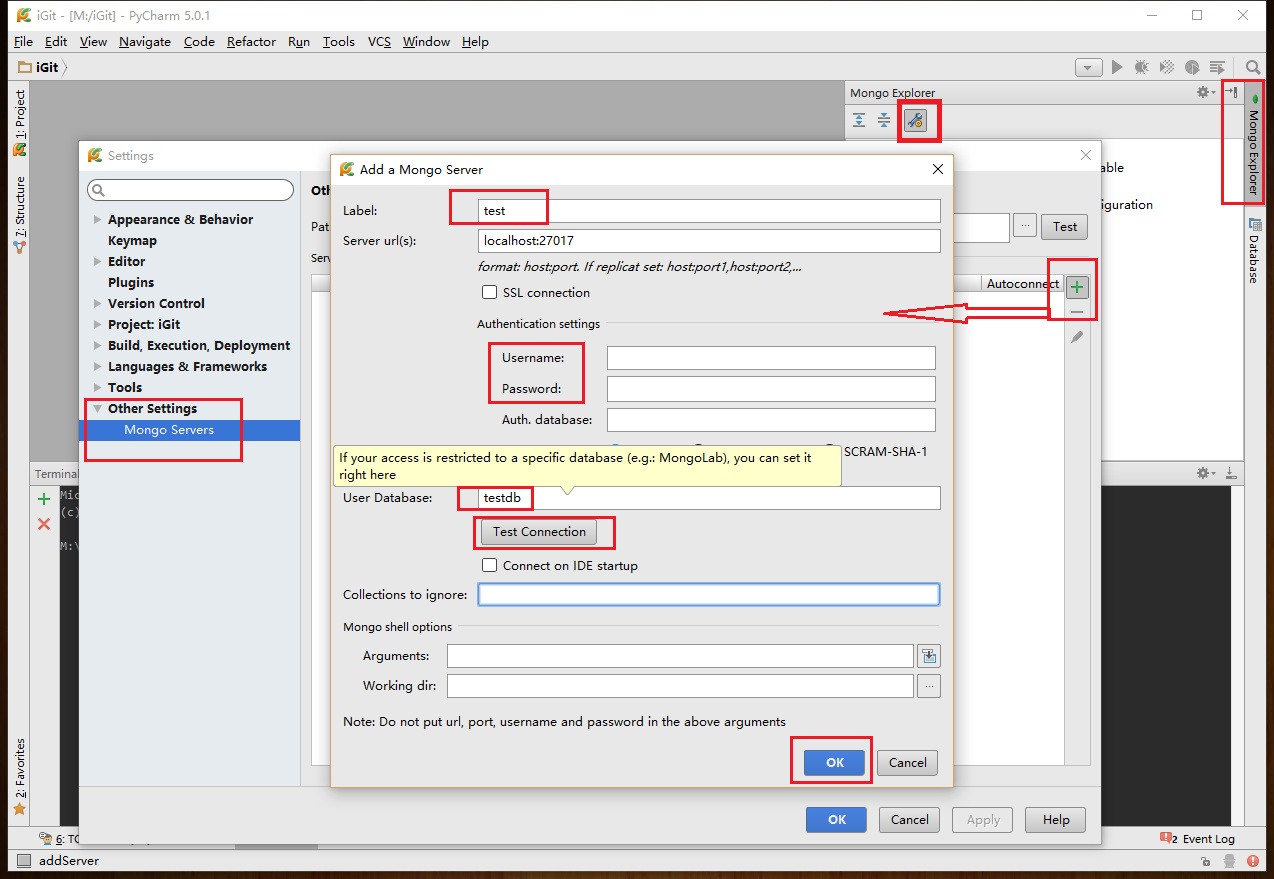 iGit - [M:/iGit] - PyCharm 5.0.1
File Edit View Navigate Code Refactor Run Tools VCS Window Help
iGit
1: Project
7: Structure
2: Favorites
Mongo Explorer
Mongo Explorer
Database
Settings
Appearance & Behavior
Keymap
Editor
Plugins
Version Control
Project: iGit
Build, Execution, Deployment
Languages & Frameworks
Tools
Other Settings
Mongo Servers
Oth
Pat
Serv
able
iguration
... Test
Autoconnect
Add a Mongo Server
Label: test
Server url(s): localhost:27017
format: host:port. If replicat set: host:port1,host:port2,...
SSL connection
Authentication settings
Username:
Password:
Auth. database:
SCRAM-SHA-1
If your access is restricted to a specific database (e.g.: MongoLab), you can set it
right here
User Database: testdb
Test Connection
Connect on IDE startup
Collections to ignore:
Mongo shell options
Arguments:
Working dir: ...
Note: Do not put url, port, username and password in the above arguments
OK Cancel
OK Cancel Apply Help
Terminal
Mic
(c)
M:\
6: TO
2 Event Log
addServer